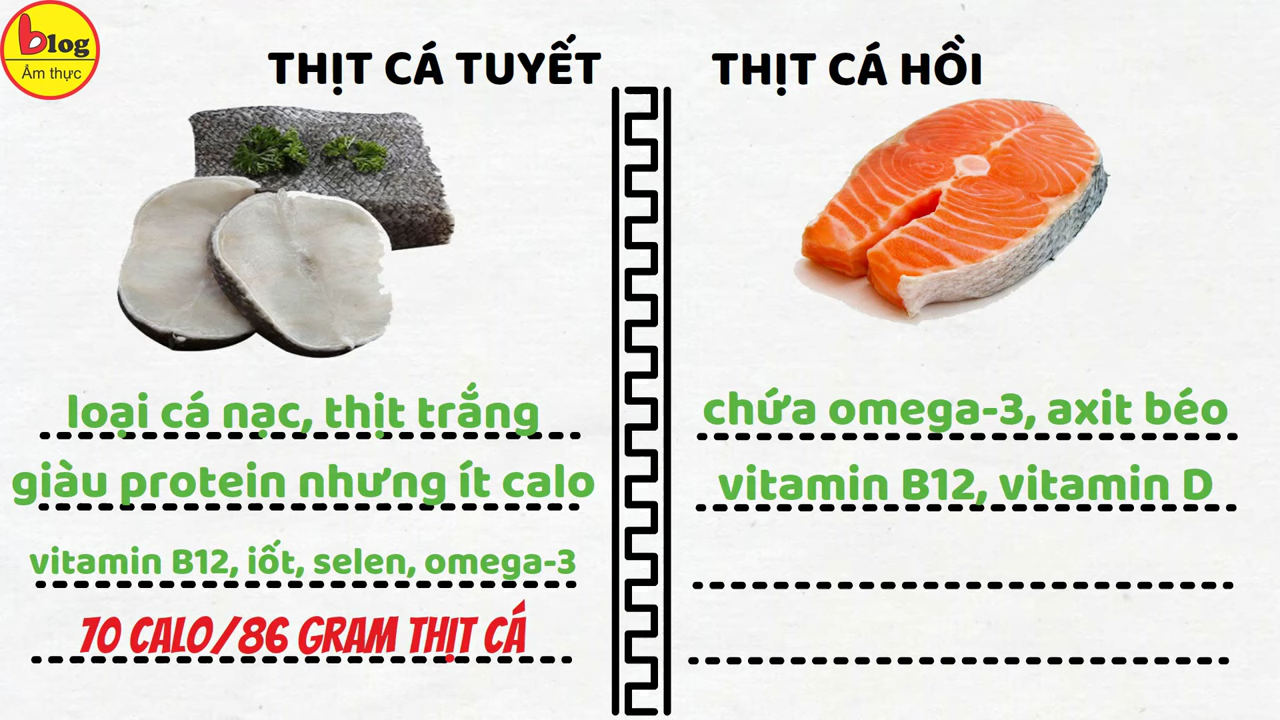 blog
Ẩm thực
THỊT CÁ TUYẾT
THỊT CÁ HỒI
loại cá nạc, thịt trắng
giàu protein nhưng ít calo
vitamin B12, iốt, selen, omega-3
70 CALO/86 GRAM THỊT CÁ
chứa omega-3, axit béo
vitamin B12, vitamin D